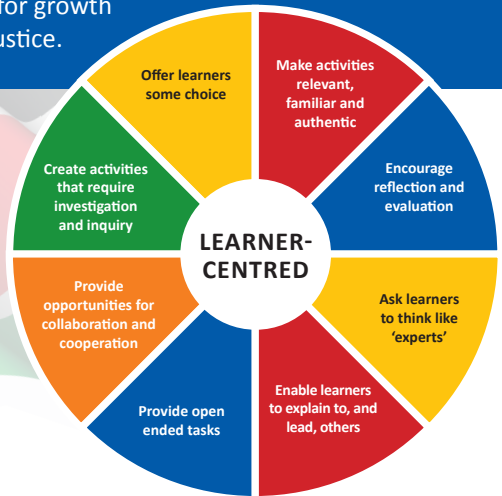 for growth
ustice.
Offer learners
some choice
Make activities
relevant,
familiar and
authentic
Encourage
reflection and
evaluation
Ask learners
to think like
‘experts’
Enable learners
to explain to, and
lead, others
Provide open
ended tasks
Provide
opportunities for
collaboration and
cooperation
Create activities
that require
investigation
and inquiry
LEARNER-
CENTRED